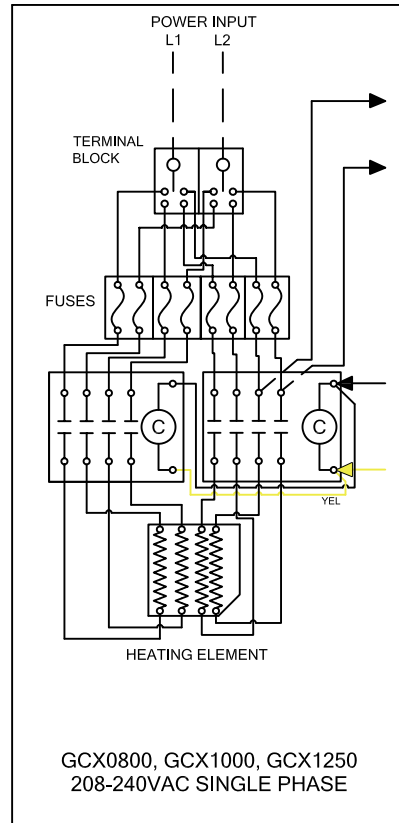 POWER INPUT
L1 L2
TERMINAL
BLOCK
FUSES
C C
YEL
HEATING ELEMENT
GCX0800, GCX1000, GCX1250
208-240VAC SINGLE PHASE